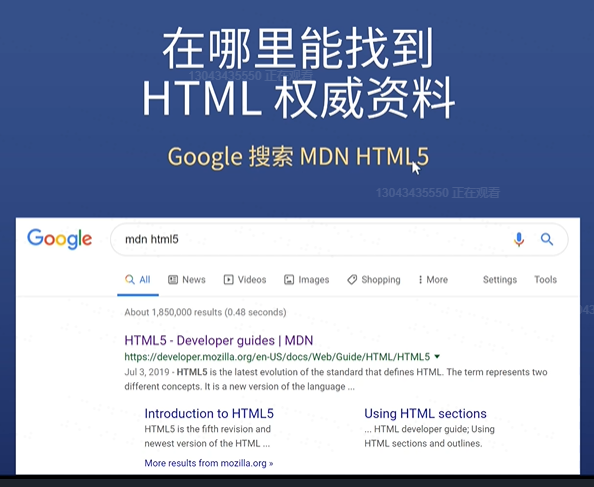 在哪里能找到
13043435550 正在观看
HTML 权威资料
Google 搜索 MDN HTML5
13043435550 正在观看
Google
mdn html5
All News Videos Images Shopping More Settings Tools
About 1,850,000 results (0.48 seconds)
HTML5 - Developer guides | MDN
https://developer.mozilla.org/en-US/docs/Web/Guide/HTML/HTML5
Jul 3, 2019 - HTML5 is the latest evolution of the standard that defines HTML. The term represents two
different concepts. It is a new version of the language ...
Introduction to HTML5
HTML5 is the fifth revision and
newest version of the HTML ...
Using HTML sections
... HTML developer guide; Using
HTML sections and outlines.
More results from mozilla.org »